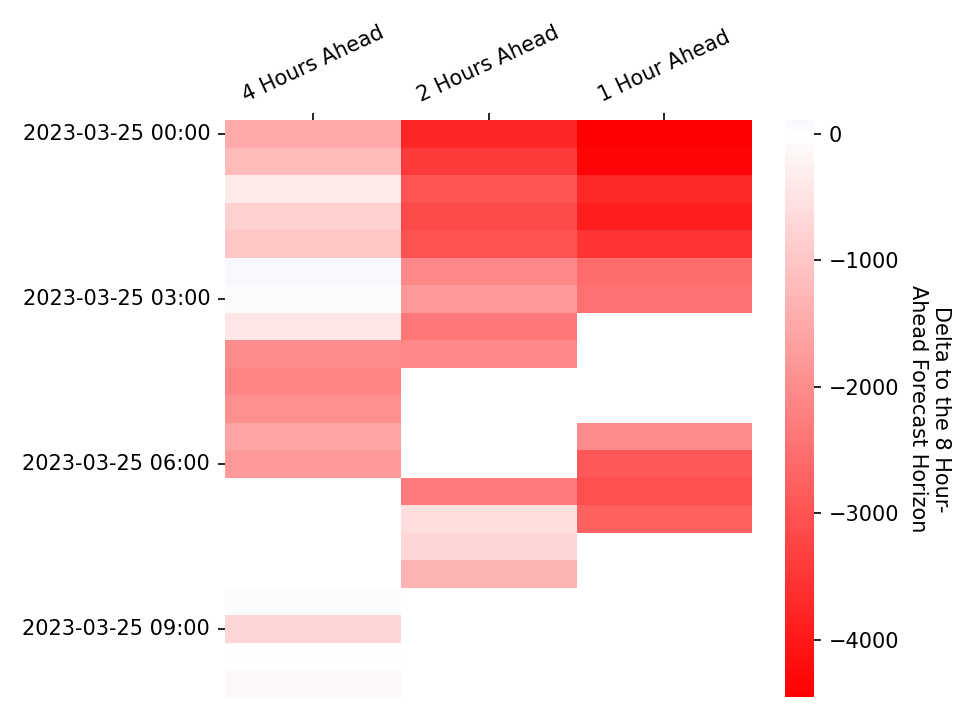 4 Hours Ahead
2 Hours Ahead
1 Hour Ahead
2023-03-25 00:00
2023-03-25 03:00
2023-03-25 06:00
2023-03-25 09:00
0
−1000
−2000
−3000
−4000
Delta to the 8 Hour-
Ahead Forecast Horizon